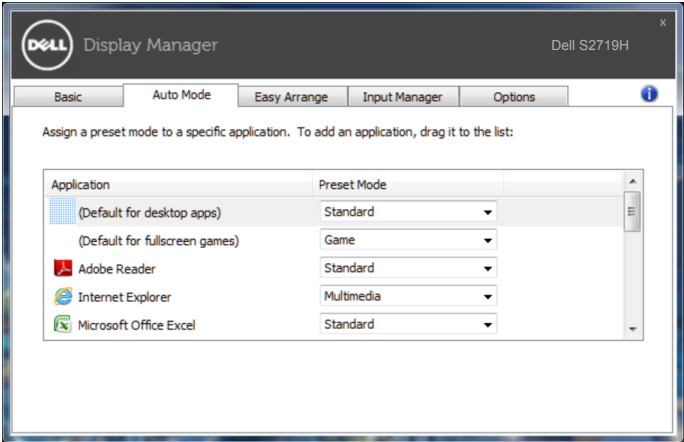 DELL Display Manager Dell S2719H x
Basic Auto Mode Easy Arrange Input Manager Options i
Assign a preset mode to a specific application. To add an application, drag it to the list:
Application Preset Mode
(Default for desktop apps) Standard
(Default for fullscreen games) Game
Adobe Reader Standard
Internet Explorer Multimedia
Microsoft Office Excel Standard